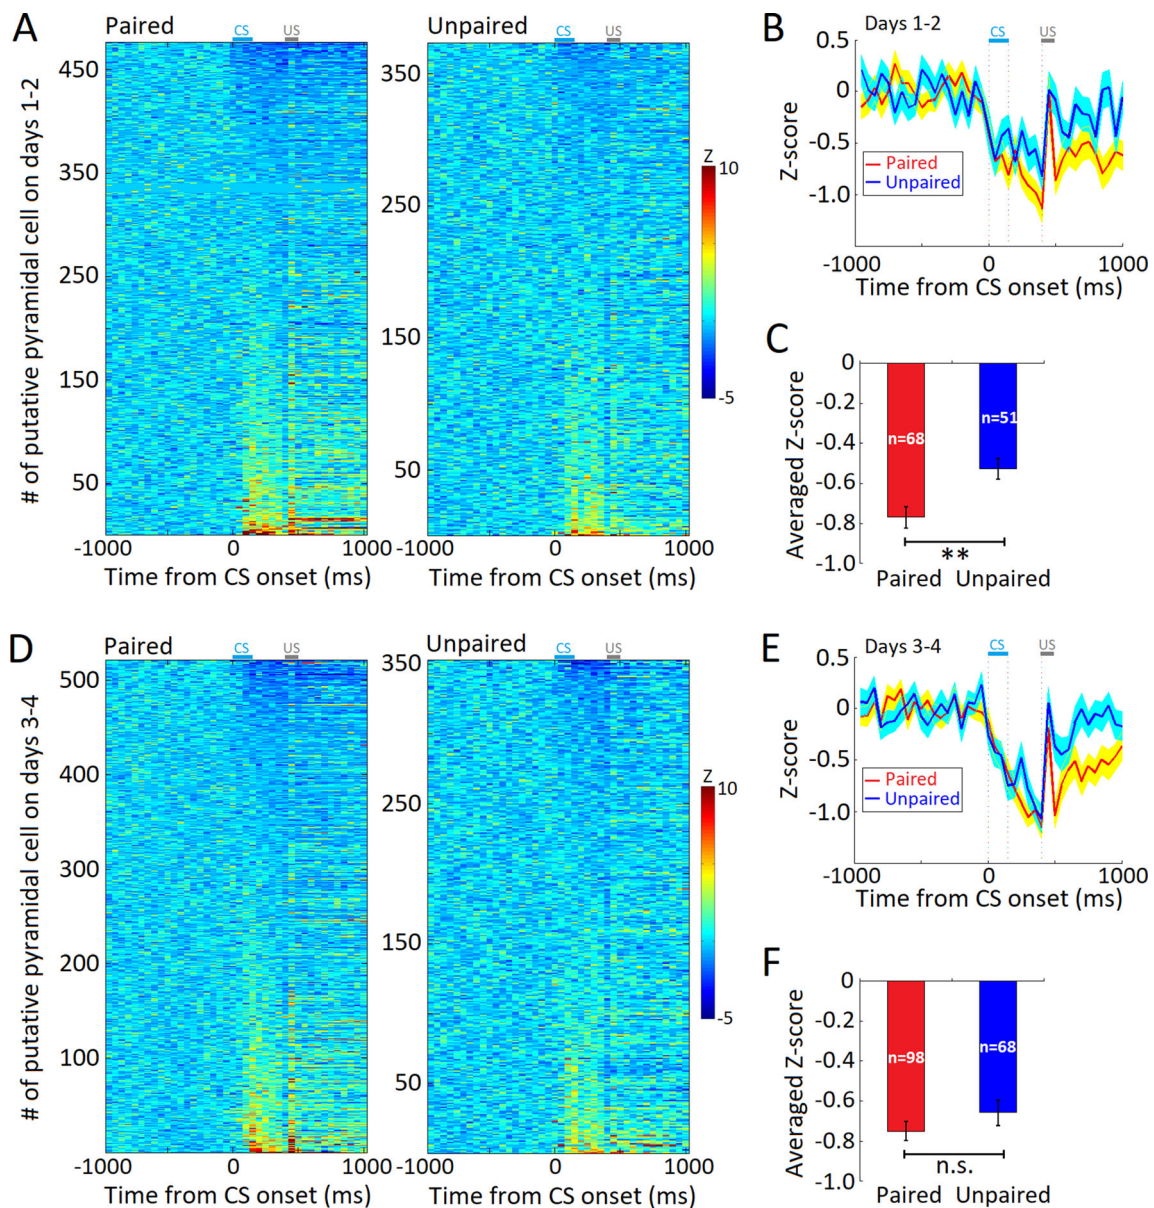 A
Paired
CS
US
Unpaired
CS
US
# of putative pyramidal cell on days 1-2
450
350
250
150
50
350
250
150
50
Z
10
-5
-1000
0
1000
-1000
0
1000
Time from CS onset (ms)
Time from CS onset (ms)
B
Days 1-2
CS
US
Z-score
0.5
0
-0.5
-1.0
Paired
Unpaired
-1000
0
1000
Time from CS onset (ms)
C
Averaged Z-score
0
-0.2
-0.4
-0.6
-0.8
-1.0
n=68
n=51
**
Paired
Unpaired
D
Paired
CS
US
Unpaired
CS
US
# of putative pyramidal cell on days 3-4
500
400
300
200
100
350
250
150
50
Z
10
-5
-1000
0
1000
-1000
0
1000
Time from CS onset (ms)
Time from CS onset (ms)
E
Days 3-4
CS
US
Z-score
0.5
0
-0.5
-1.0
Paired
Unpaired
-1000
0
1000
Time from CS onset (ms)
F
Averaged Z-score
0
-0.2
-0.4
-0.6
-0.8
-1.0
n=98
n=68
n.s.
Paired
Unpaired